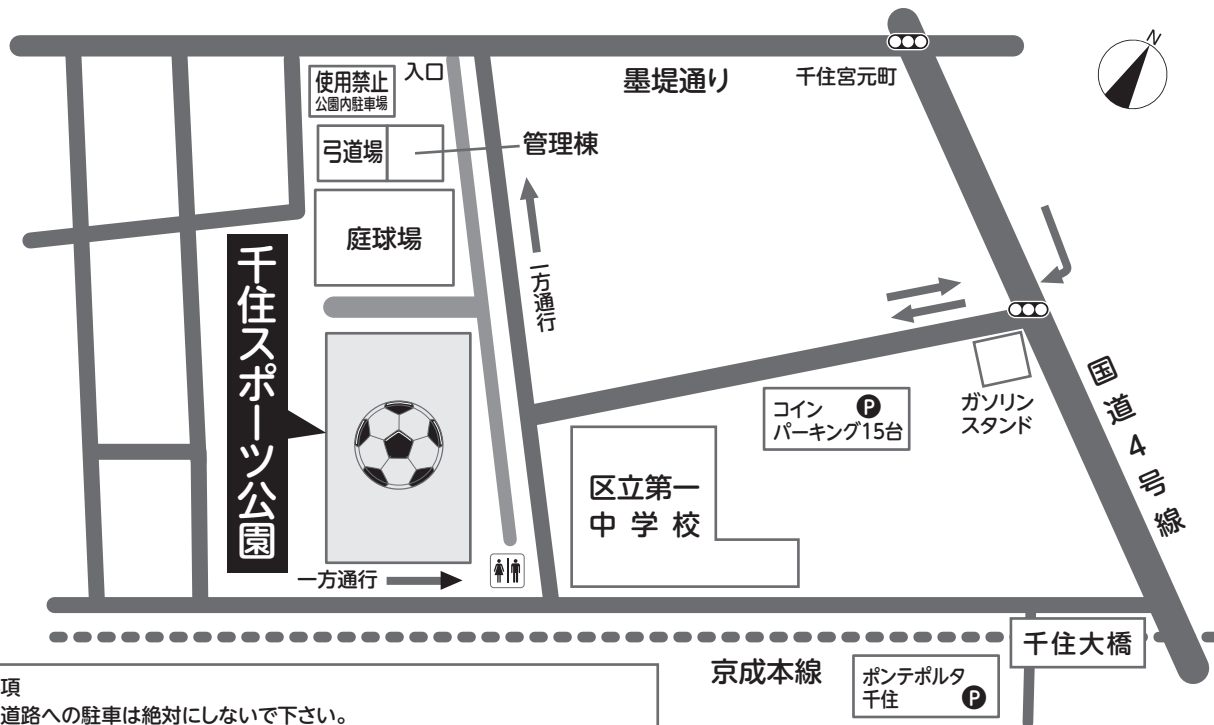 N
墨堤通り
千住宮元町
使用禁止
公園内駐車場
入口
弓道場
管理棟
庭球場
一方通行
千住スポーツ公園
コイン P
パーキング15台
ガソリン
スタンド
国道4号線
区立第一
中学校
一方通行
京成本線
千住大橋
ポンテポルタ
千住 P
項
道路への駐車は絶対にしないで下さい。